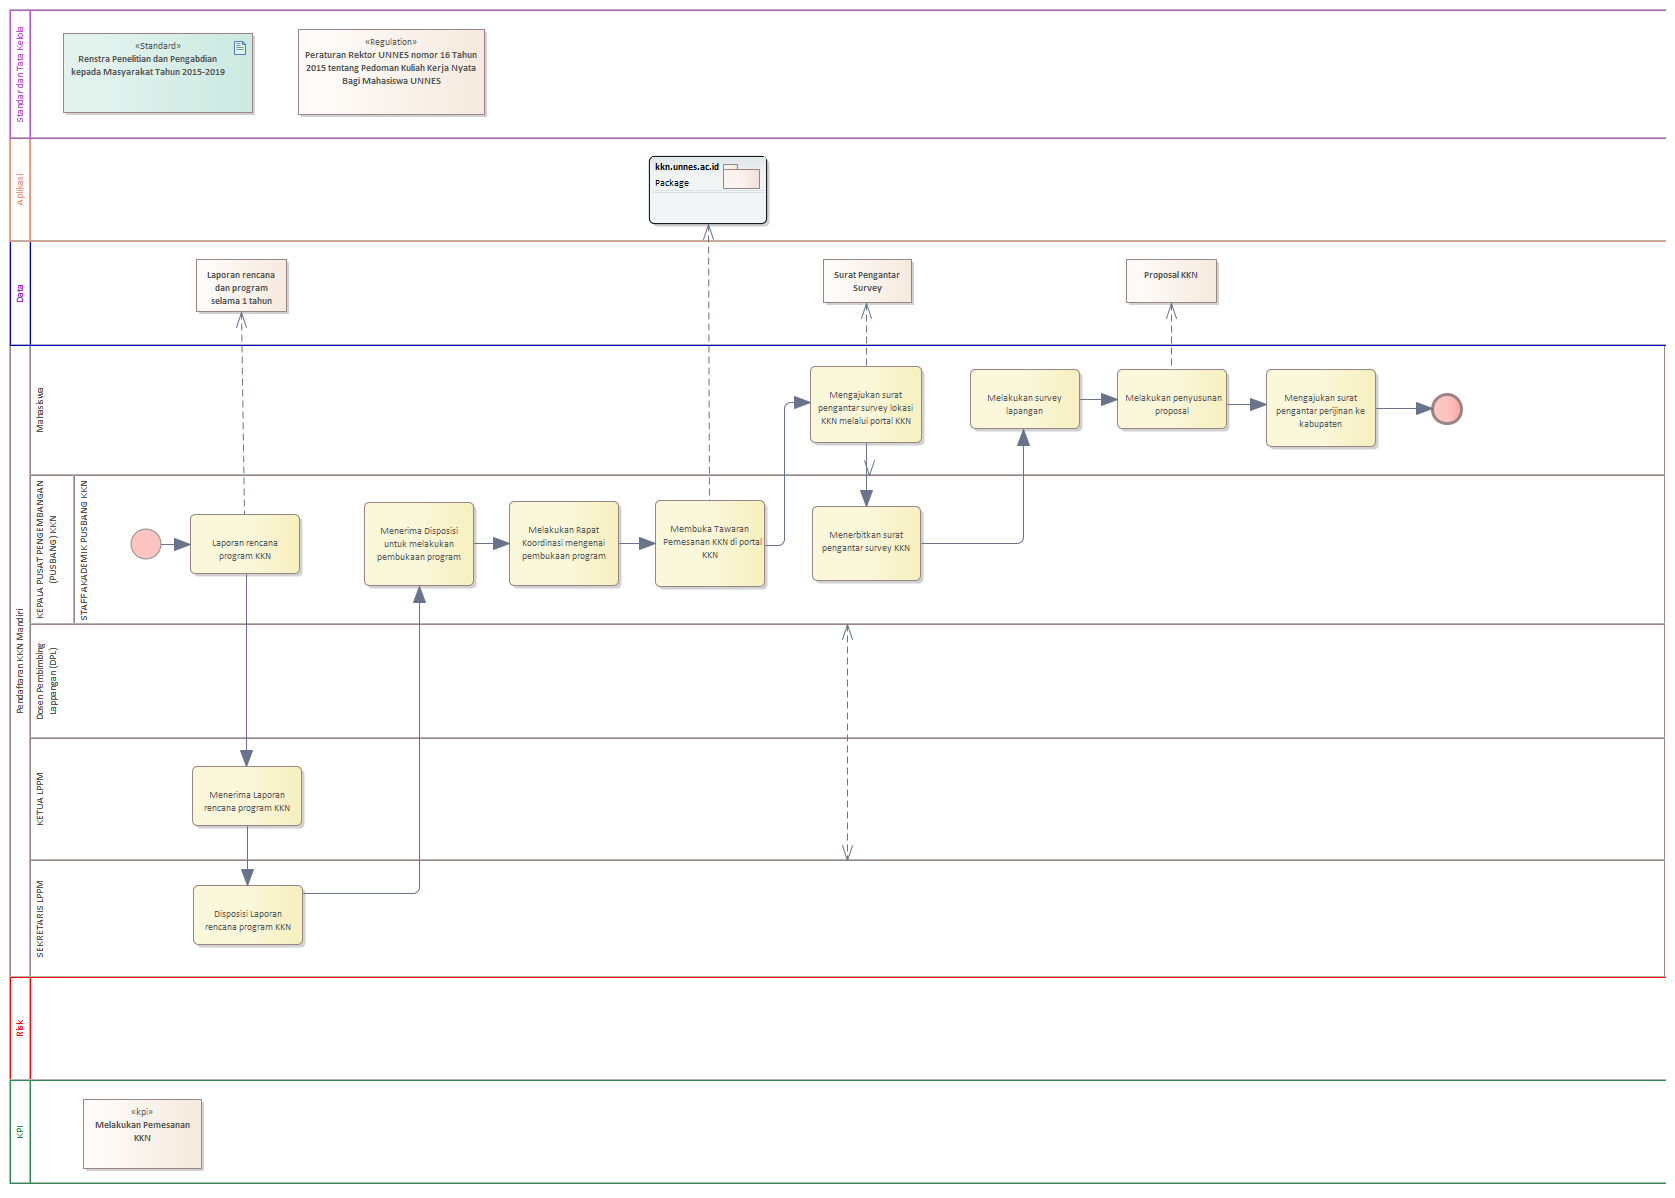 Standar dan Tata Kelola
«Standard»
Renstra Penelitian dan Pengabdian
kepada Masyarakat Tahun 2015-2019
«Regulation»
Peraturan Rektor UNNES nomor 16 Tahun
2015 tentang Pedoman Kuliah Kerja Nyata
Bagi Mahasiswa UNNES
Aplikasi
kkn.unnes.ac.id
Package
Data
Laporan rencana
dan program
selama 1 tahun
Surat Pengantar
Survey
Proposal KKN
Pendaftaran KKN Mandiri
Mahasiswa
Mengajukan surat
pengantar survey lokasi
KKN melalui portal KKN
Melakukan survey
lapangan
Melakukan penyusunan
proposal
Mengajukan surat
pengantar perijinan ke
kabupaten
KEPALA PUSAT PENGEMBANGAN
(PUSBANG) KKN
STAFF AKADEMIK PUSBANG KKN
Laporan rencana
program KKN
Menerima Disposisi
untuk melakukan
pembukaan program
Melakukan Rapat
Koordinasi mengenai
pembukaan program
Membuka Tawaran
Pemesanan KKN di portal
KKN
Menerbitkan surat
pengantar survey KKN
Dosen Pembimbing
Lappangan (DPL)
KETUA LPPM
Menerima Laporan
rencana program KKN
SEKRETARIS LPPM
Disposisi Laporan
rencana program KKN
Risk
KPI
«kpi»
Melakukan Pemesanan
KKN